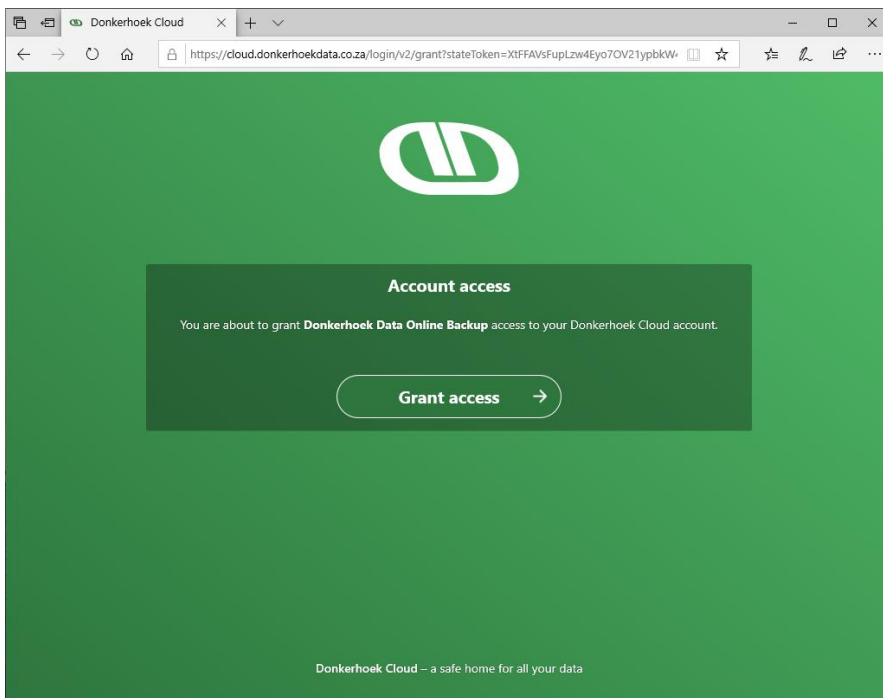 Donkerhoek Cloud
https://cloud.donkerhoekdata.co.za/login/v2/grant?stateToken=XtFFAVsFupLzw4Eyo7OV21ypbkW
Account access
You are about to grant Donkerhoek Data Online Backup access to your Donkerhoek Cloud account.
Grant access
Donkerhoek Cloud – a safe home for all your data